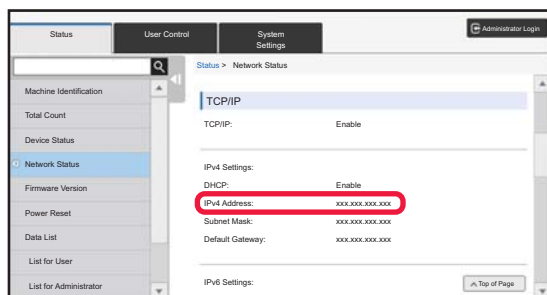 Status
User Control
System
Settings
Administrator Login
Status > Network Status
Machine Identification
Total Count
Device Status
Network Status
Firmware Version
Power Reset
Data List
List for User
List for Administrator
TCP/IP
TCP/IP: Enable
IPv4 Settings:
DHCP: Enable
IPv4 Address: xxx.xxx.xxx.xxx
Subnet Mask: xxx.xxx.xxx.xxx
Default Gateway: xxx.xxx.xxx.xxx
IPv6 Settings:
Top of Page